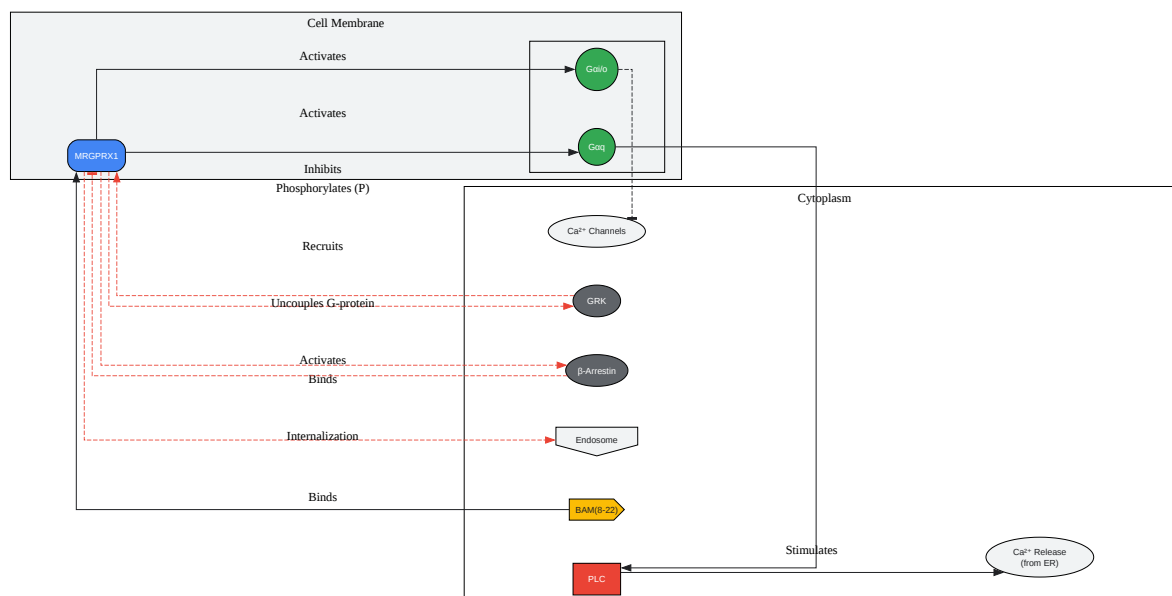 Cell Membrane
Activates
Gαi/o
Activates
Gαq
MRGPRX1
Inhibits
Phosphorylates (P)
Cytoplasm
Ca²⁺ Channels
Recruits
GRK
Uncouples G-protein
Activates
β-Arrestin
Binds
Internalization
Endosome
Binds
BAM(8-22)
Stimulates
Ca²⁺ Release
(from ER)
PLC